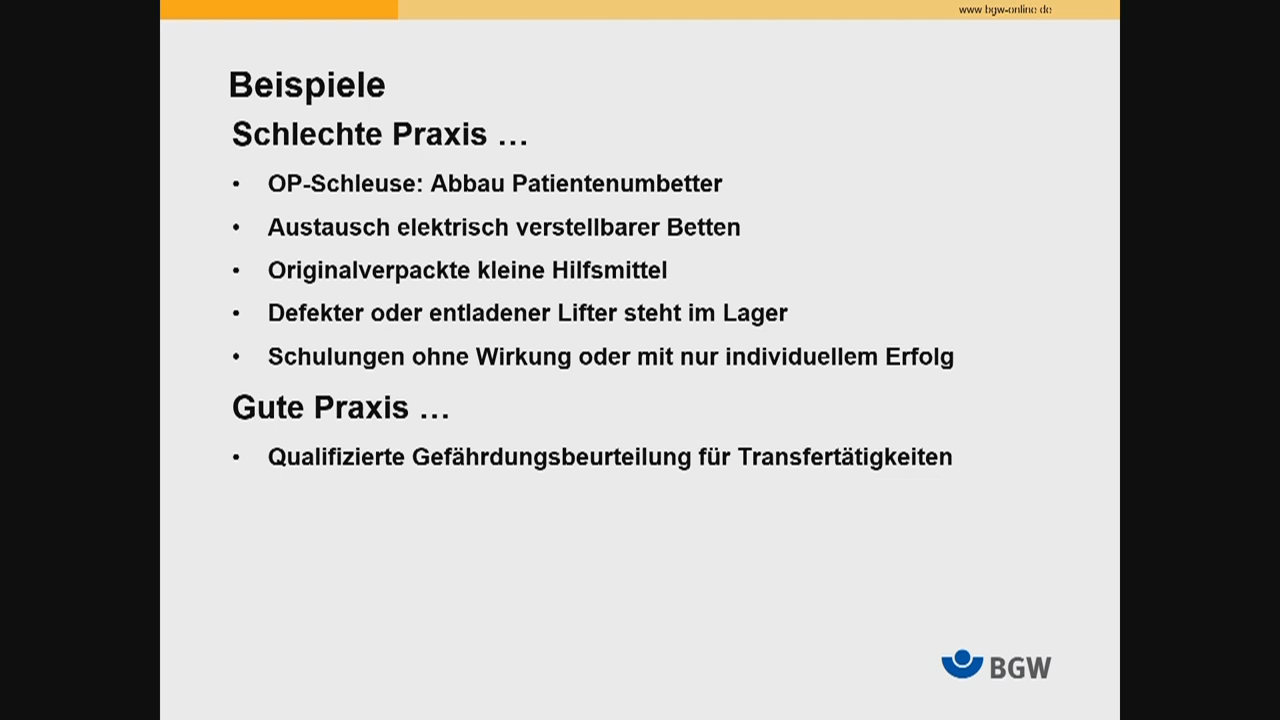 www bgw-online de
Beispiele
Schlechte Praxis …
• OP-Schleuse: Abbau Patientenumbetter
• Austausch elektrisch verstellbarer Betten
• Originalverpackte kleine Hilfsmittel
• Defekter oder entladener Lifter steht im Lager
• Schulungen ohne Wirkung oder mit nur individuellem Erfolg
Gute Praxis …
• Qualifizierte Gefährdungsbeurteilung für Transfertätigkeiten
BGW